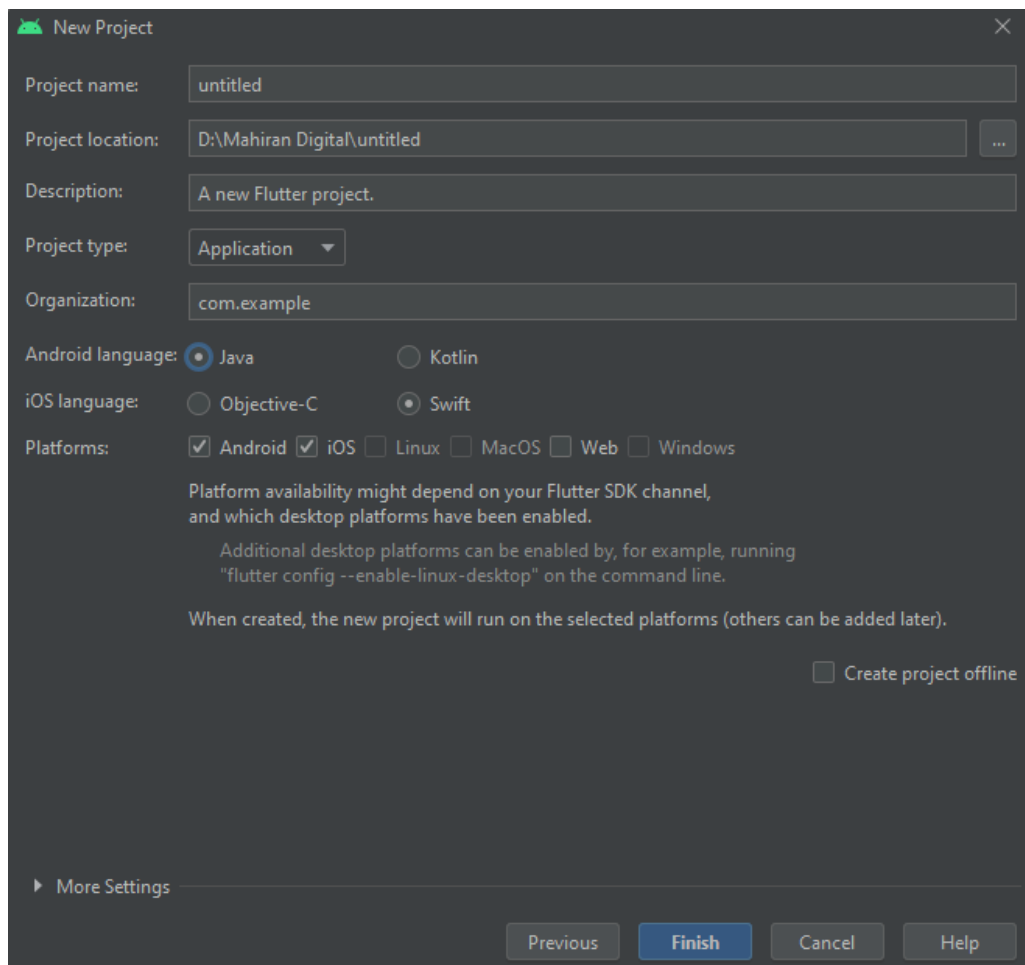 New Project
Project name: untitled
Project location: D:\Mahiran Digital\untitled ...
Description: A new Flutter project.
Project type: Application
Organization: com.example
Android language: Java Kotlin
iOS language: Objective-C Swift
Platforms: Android iOS Linux MacOS Web Windows
Platform availability might depend on your Flutter SDK channel,
and which desktop platforms have been enabled.
Additional desktop platforms can be enabled by, for example, running
"flutter config --enable-linux-desktop" on the command line.
When created, the new project will run on the selected platforms (others can be added later).
Create project offline
More Settings
Previous Finish Cancel Help